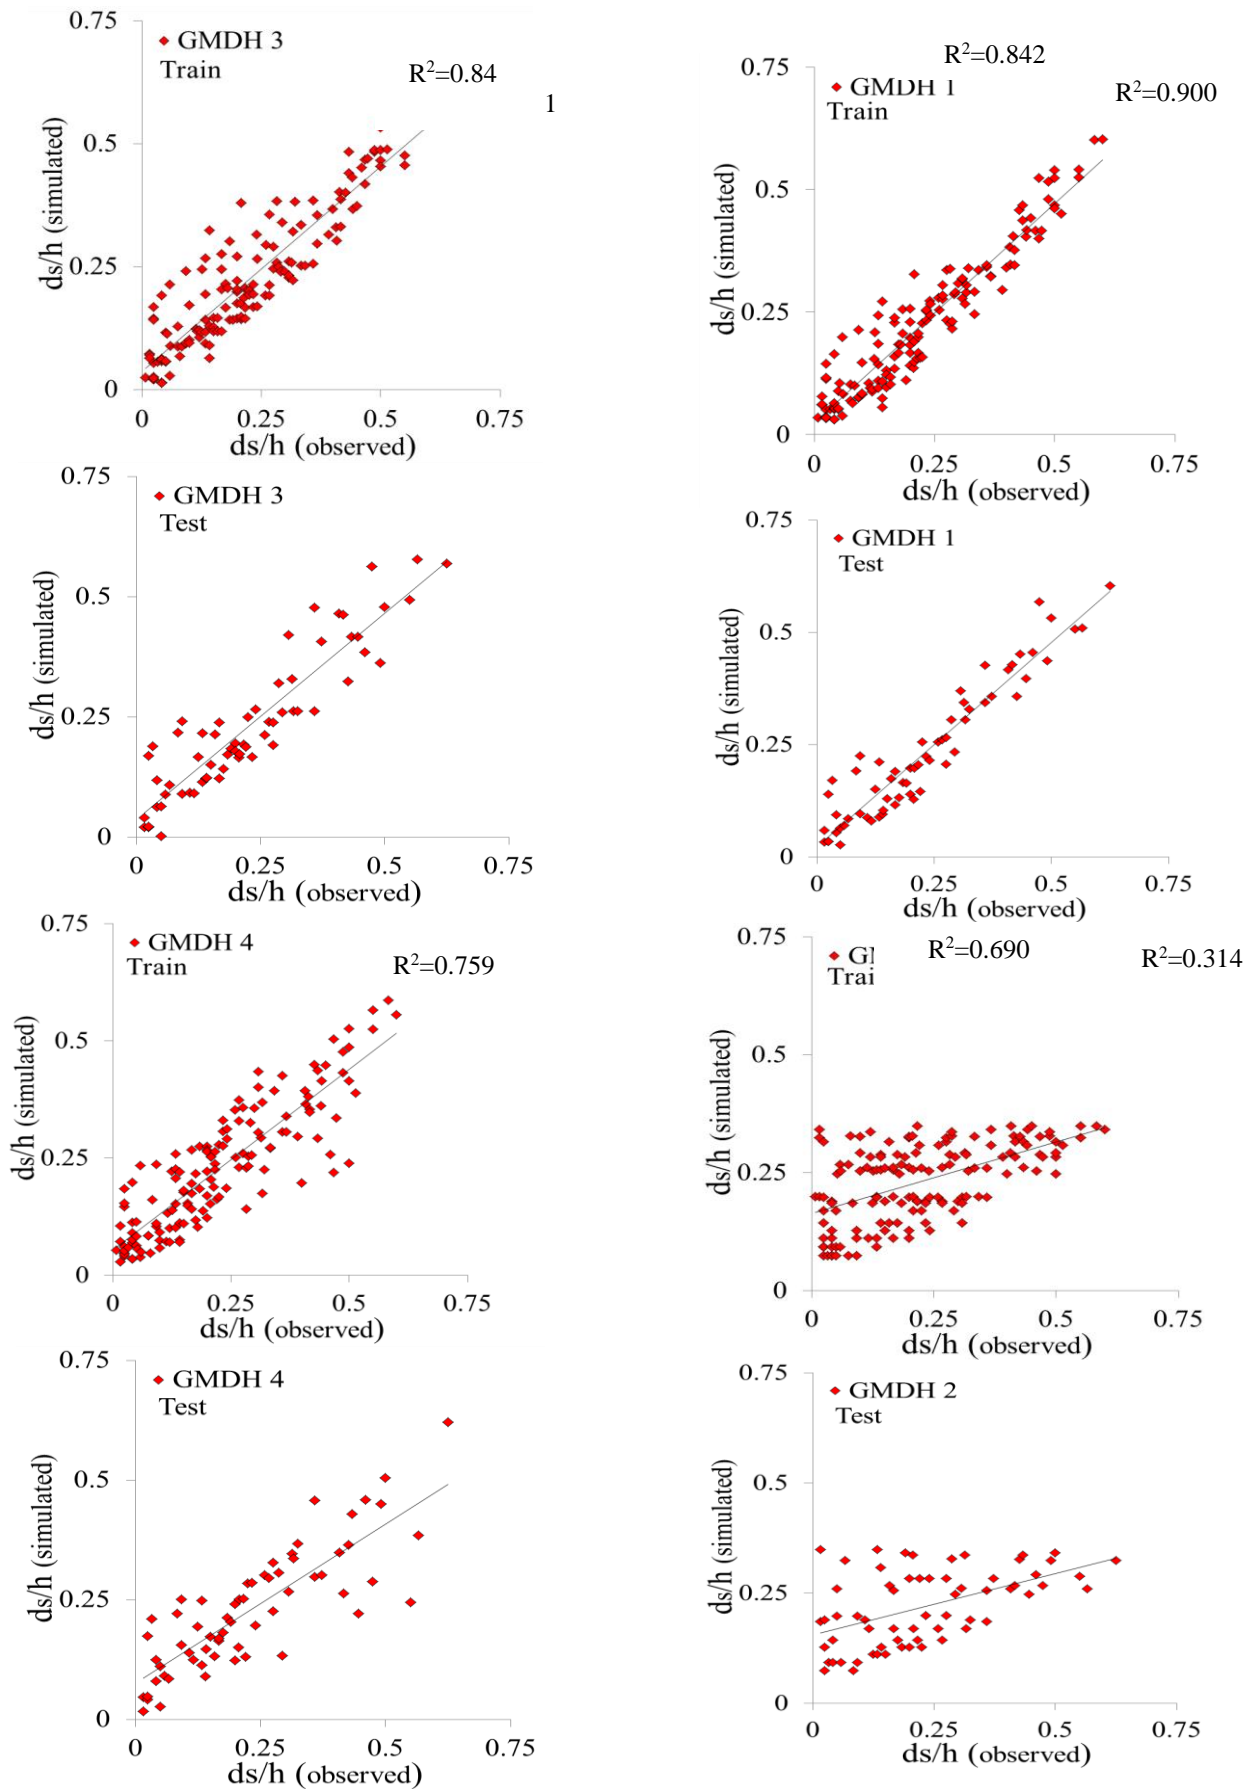 0.75
GMDH 3
Train
R²=0.84
1
0.5
ds/h (simulated)
0.25
0
0 0.25 0.5 0.75
ds/h (observed)
R²=0.842
0.75
GMDH 1
Train
R²=0.900
0.5
ds/h (simulated)
0.25
0
0 0.25 0.5 0.75
ds/h (observed)
0.75
GMDH 3
Test
0.5
ds/h (simulated)
0.25
0
0 0.25 0.5 0.75
ds/h (observed)
0.75
GMDH 1
Test
0.5
ds/h (simulated)
0.25
0
0 0.25 0.5 0.75
ds/h (observed)
0.75
GMDH 4
Train
R²=0.759
0.5
ds/h (simulated)
0.25
0
0 0.25 0.5 0.75
ds/h (observed)
0.75
R²=0.690
R²=0.314
0.5
ds/h (simulated)
0.25
0
0 0.25 0.5 0.75
ds/h (observed)
0.75
GMDH 4
Test
0.5
ds/h (simulated)
0.25
0
0 0.25 0.5 0.75
ds/h (observed)
0.75
GMDH 2
Test
0.5
ds/h (simulated)
0.25
0
0 0.25 0.5 0.75
ds/h (observed)